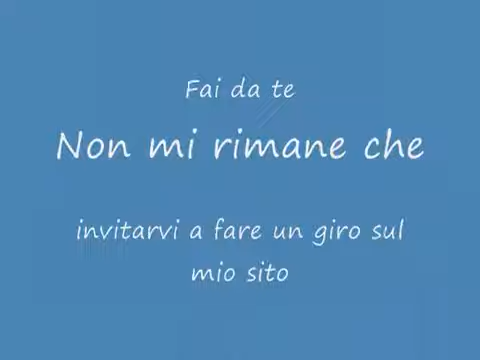 Fai da te
Non mi rimane che
invitarvi a fare un giro sul
mio sito